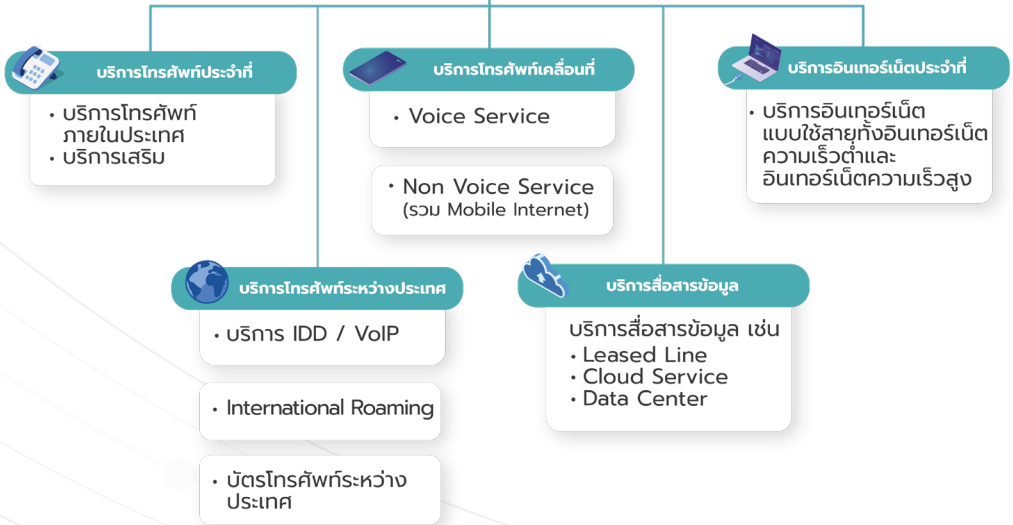 บริการโทรศัพท์ประจำที่
• บริการโทรศัพท์
ภายในประเทศ
• บริการเสริม
บริการโทรศัพท์เคลื่อนที่
• Voice Service
• Non Voice Service
(รวม Mobile Internet)
บริการอินเทอร์เน็ตประจำที่
• บริการอินเทอร์เน็ต
แบบใช้สายทั้งอินเทอร์เน็ต
ความเร็วต่ำและ
อินเทอร์เน็ตความเร็วสูง
บริการโทรศัพท์ระหว่างประเทศ
• บริการ IDD / VoIP
• International Roaming
• บัตรโทรศัพท์ระหว่าง
ประเทศ
บริการสื่อสารข้อมูล
บริการสื่อสารข้อมูล เช่น
• Leased Line
• Cloud Service
• Data Center